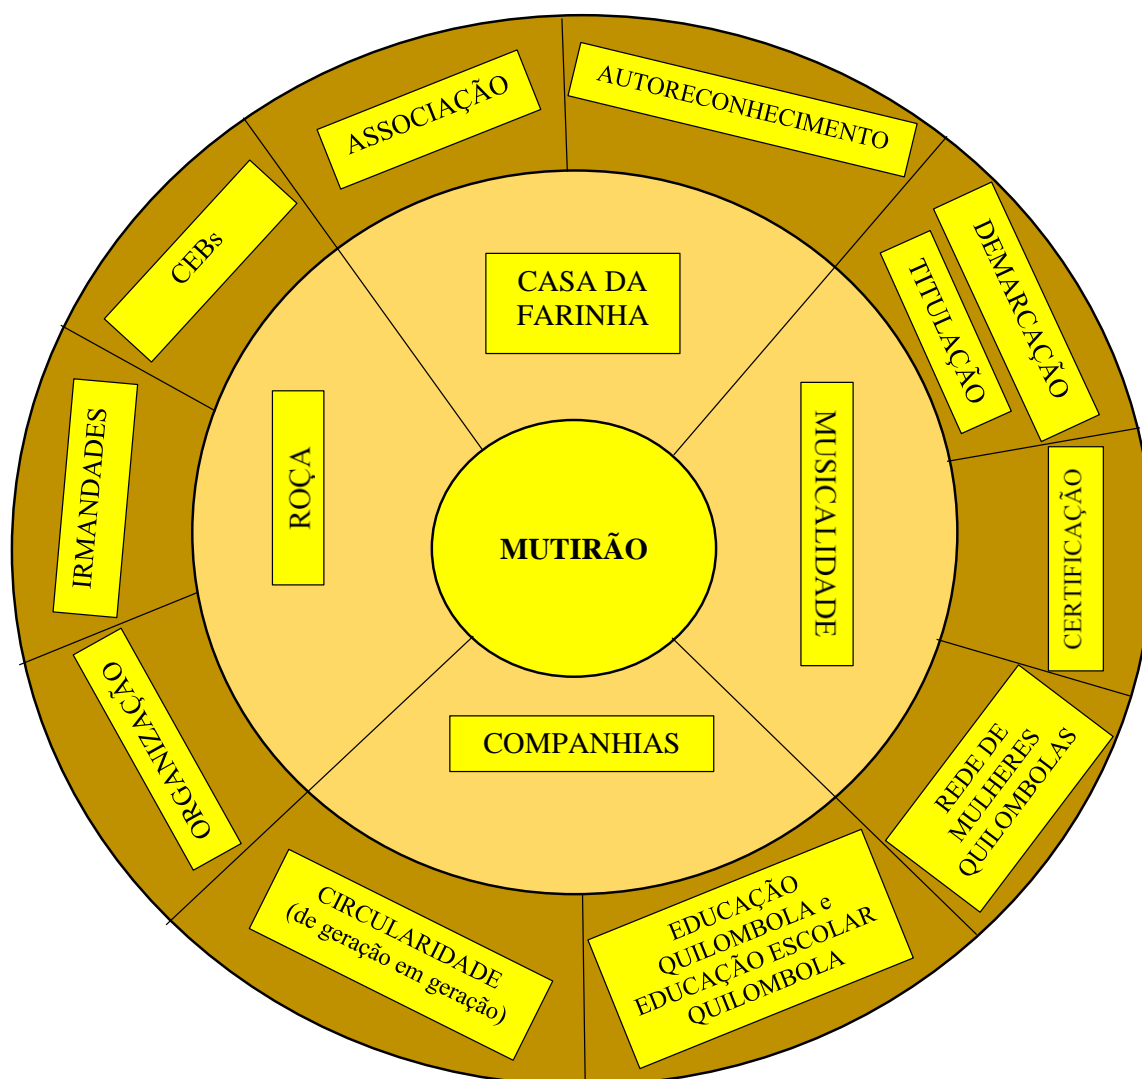 ASSOCIAÇÃO
AUTORECONHECIMENTO
DEMARCAÇÃO
TITULAÇÃO
CERTIFICAÇÃO
REDE DE
MULHERES
QUILOMBOLAS
EDUCAÇÃO
QUILOMBOLA e
EDUCAÇÃO ESCOLAR
QUILOMBOLA
CIRCULARIDADE
(de geração em geração)
ORGANIZAÇÃO
IRMANDADES
CEBs
CASA DA
FARINHA
MUSICALIDADE
COMPANHIAS
ROÇA
MUTIRÃO